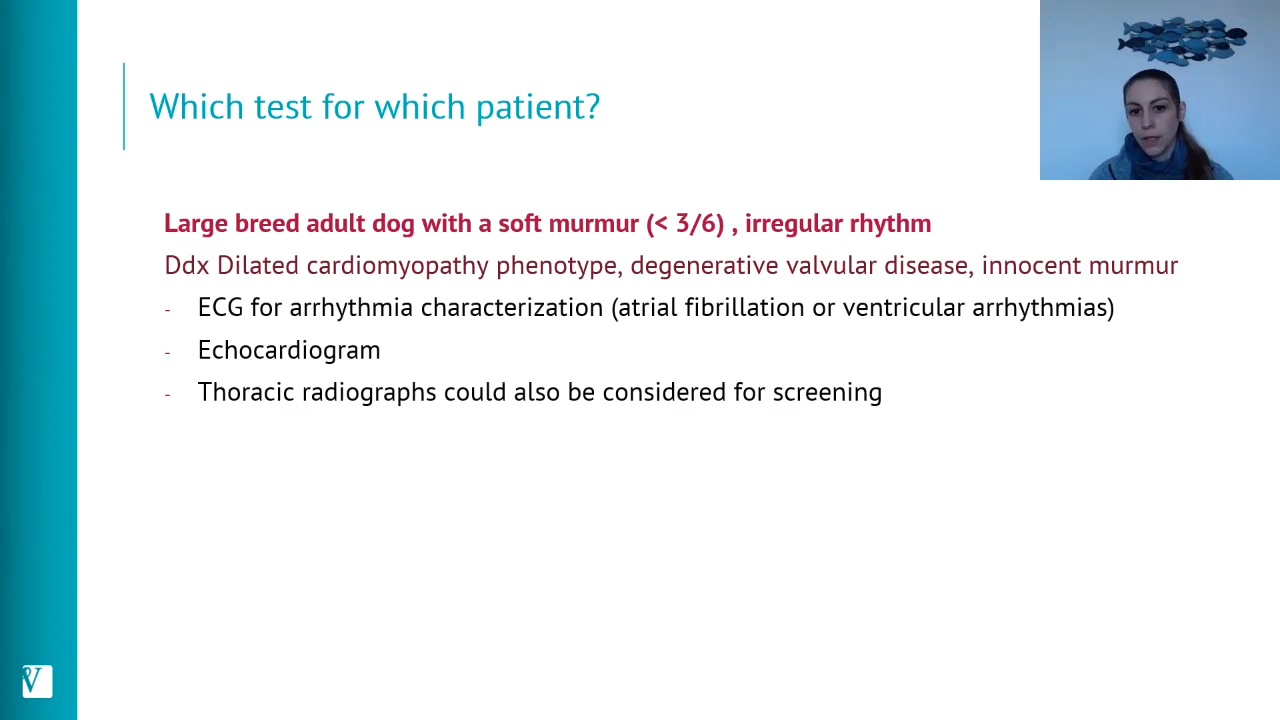 Which test for which patient?
Large breed adult dog with a soft murmur (< 3/6) , irregular rhythm
Ddx Dilated cardiomyopathy phenotype, degenerative valvular disease, innocent murmur
- ECG for arrhythmia characterization (atrial fibrillation or ventricular arrhythmias)
- Echocardiogram
- Thoracic radiographs could also be considered for screening